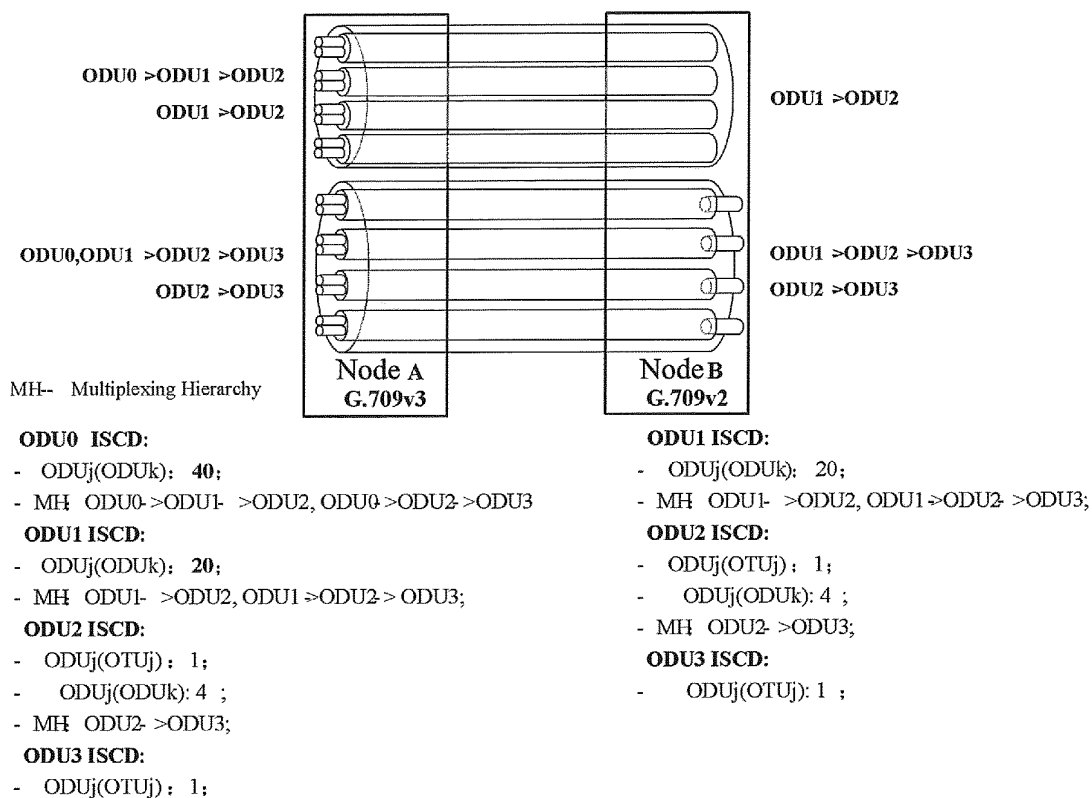 ODU0 >ODU1 >ODU2
ODU1 >ODU2
ODU1 >ODU2
ODU0,ODU1 >ODU2 >ODU3
ODU2 >ODU3
ODU1 >ODU2 >ODU3
ODU2 >ODU3
Node A
G.709v3
Node B
G.709v2
MH-- Multiplexing Hierarchy
ODU0 ISCD:
- ODUj(ODUk): 40;
- MH: ODU0->ODU1- >ODU2, ODU0->ODU2->ODU3
ODU1 ISCD:
- ODUj(ODUk): 20;
- MH: ODU1- >ODU2, ODU1->ODU2-> ODU3;
ODU2 ISCD:
- ODUj(OTUj) : 1;
- ODUj(ODUk): 4 ;
- MH: ODU2- >ODU3;
ODU3 ISCD:
- ODUj(OTUj) : 1;
ODU1 ISCD:
- ODUj(ODUk): 20;
- MH: ODU1- >ODU2, ODU1->ODU2- >ODU3;
ODU2 ISCD:
- ODUj(OTUj) : 1;
- ODUj(ODUk): 4 ;
- MH: ODU2- >ODU3;
ODU3 ISCD:
- ODUj(OTUj): 1 ;